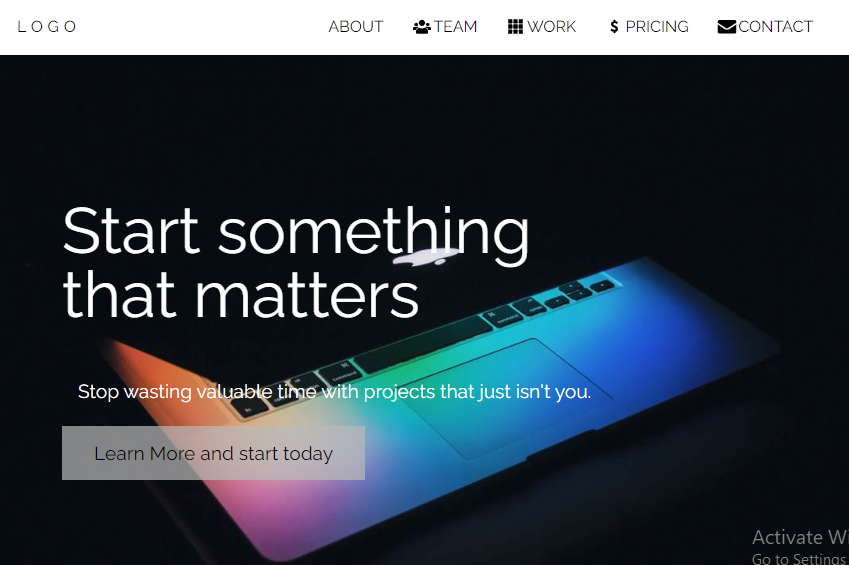 LOGO
ABOUT TEAM WORK $ PRICING CONTACT
Start something
that matters
Stop wasting valuable time with projects that just isn't you.
Learn More and start today
Activate Wi
Go to Settings